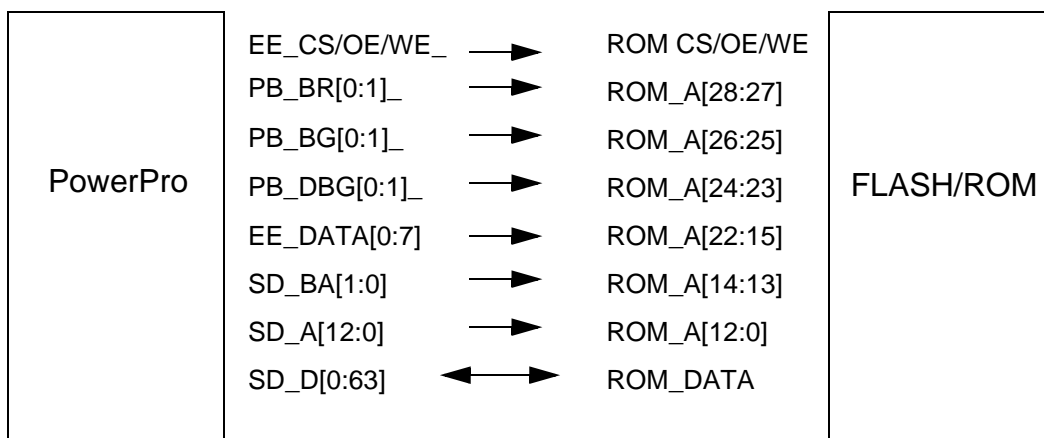 EE_CS/OE/WE_ ROM CS/OE/WE
PB_BR[0:1]_ ROM_A[28:27]
PB_BG[0:1]_ ROM_A[26:25]
PowerPro PB_DBG[0:1]_ ROM_A[24:23] FLASH/ROM
EE_DATA[0:7] ROM_A[22:15]
SD_BA[1:0] ROM_A[14:13]
SD_A[12:0] ROM_A[12:0]
SD_D[0:63] ROM_DATA